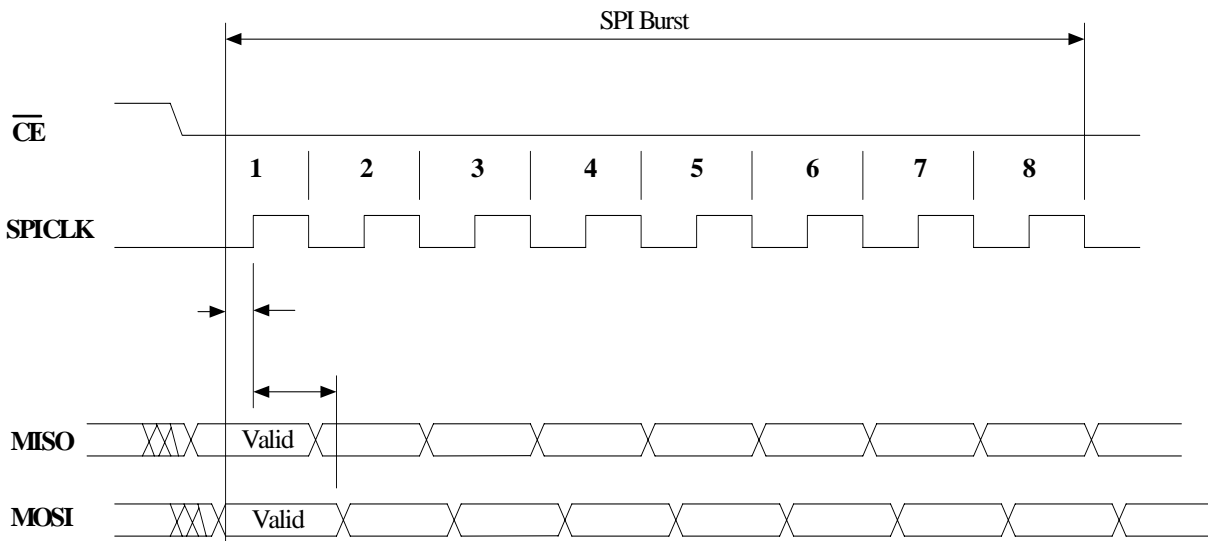 SPI Burst
CE
1 2 3 4 5 6 7 8
SPICLK
MISO Valid
MOSI Valid